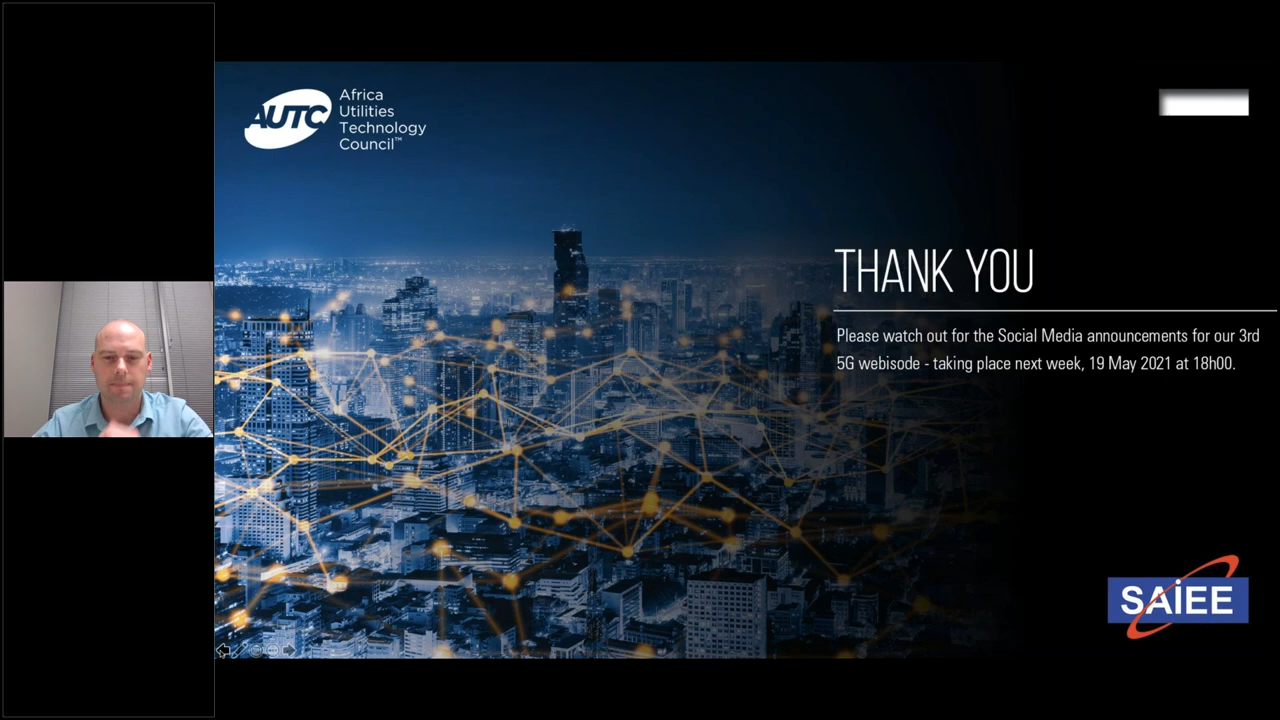 AUTC
Africa
Utilities
Technology
Council™
THANK YOU
Please watch out for the Social Media announcements for our 3rd
5G webisode - taking place next week, 19 May 2021 at 18h00.
SAiEE